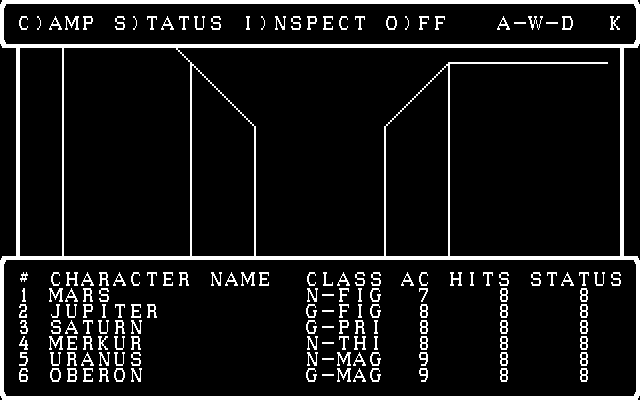 C)AMP S)TATUS I)NSPECT O)FF A-W-D K
# CHARACTER NAME CLASS AC HITS STATUS
1 MARS N-FIG 7 8 8
2 JUPITER G-FIG 8 8 8
3 SATURN G-PRI 8 8 8
4 MERKUR N-THI 8 8 8
5 URANUS N-MAG 9 8 8
6 OBERON G-MAG 9 8 8